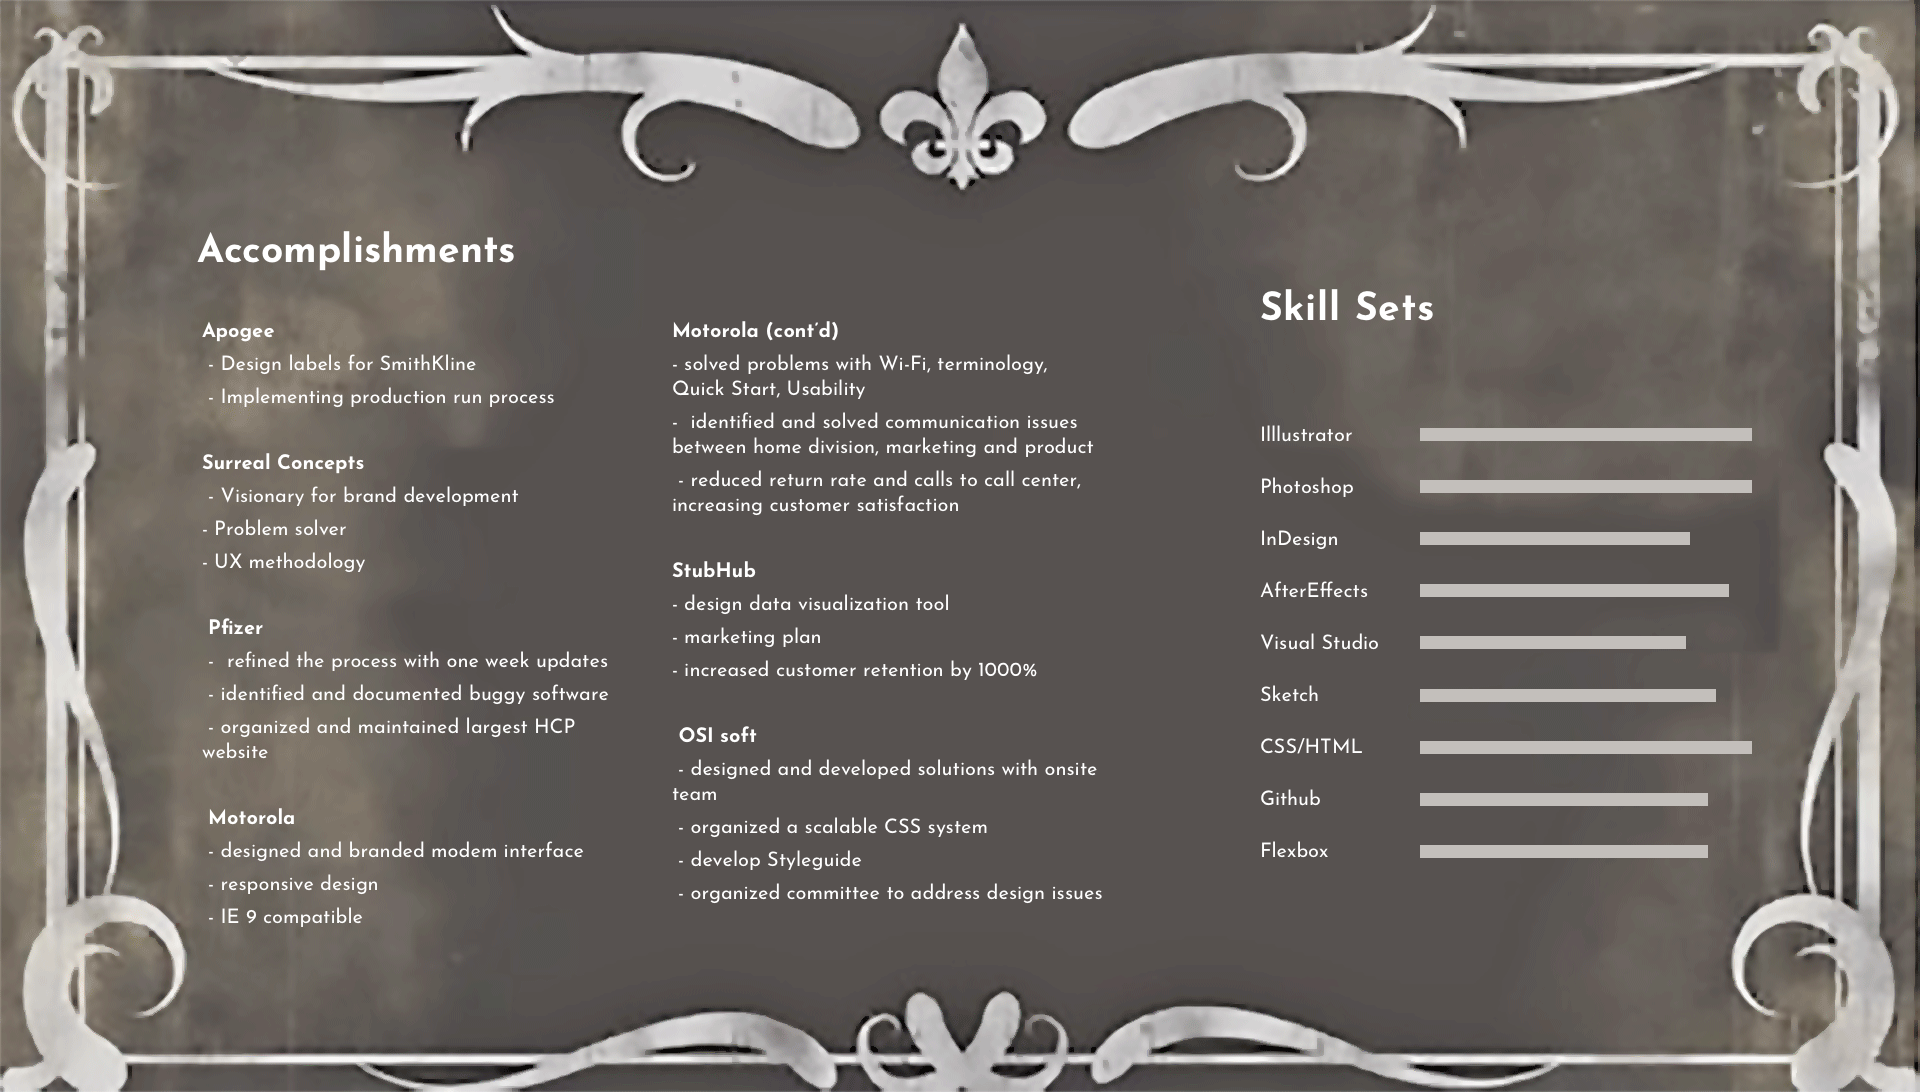 Accomplishments
Apogee
- Design labels for SmithKline
- Implementing production run process
Surreal Concepts
- Visionary for brand development
- Problem solver
- UX methodology
Pfizer
- refined the process with one week updates
- identified and documented buggy software
- organized and maintained largest HCP
website
Motorola
- designed and branded modem interface
- responsive design
- IE 9 compatible
Motorola (cont'd)
- solved problems with Wi-Fi, terminology,
Quick Start, Usability
- identified and solved communication issues
between home division, marketing and product
- reduced return rate and calls to call center,
increasing customer satisfaction
StubHub
- design data visualization tool
- marketing plan
- increased customer retention by 1000%
OSI soft
- designed and developed solutions with onsite
team
- organized a scalable CSS system
- develop Styleguide
- organized committee to address design issues
Skill Sets
Illlustrator
Photoshop
InDesign
AfterEffects
Visual Studio
Sketch
CSS/HTML
Github
Flexbox